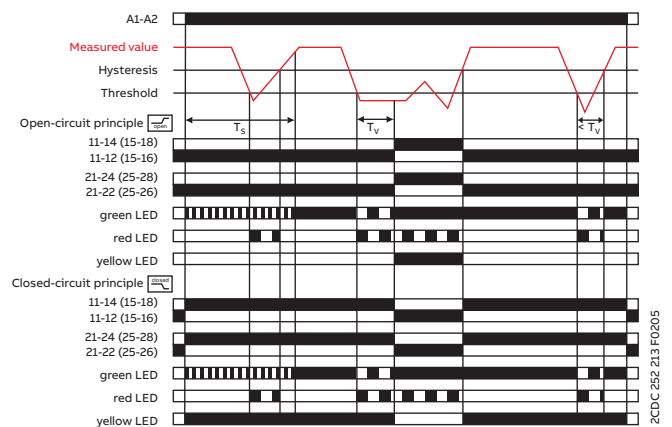 A1-A2
Measured value
Hysteresis
Threshold
Open-circuit principle open
Ts Tv < Tv
11-14 (15-18)
11-12 (15-16)
21-24 (25-28)
21-22 (25-26)
green LED
red LED
yellow LED
Closed-circuit principle closed
11-14 (15-18)
11-12 (15-16)
21-24 (25-28)
21-22 (25-26)
green LED
red LED
yellow LED
2CDC 252 213 F0205